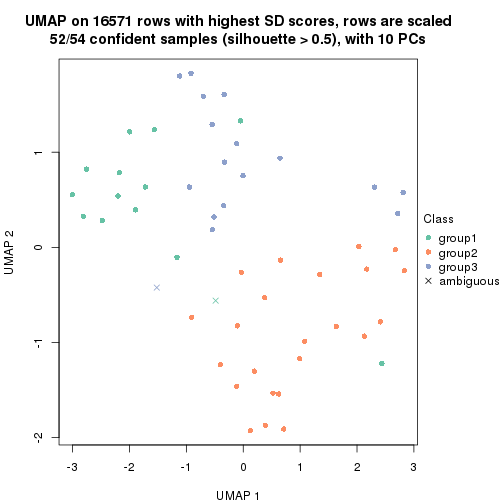 UMAP on 16571 rows with highest SD scores, rows are scaled
52/54 confident samples (silhouette > 0.5), with 10 PCs
1
0
-1
-2
UMAP 2
-3
-2
-1
0
1
2
3
UMAP 1
Class
group1
group2
group3
ambiguous